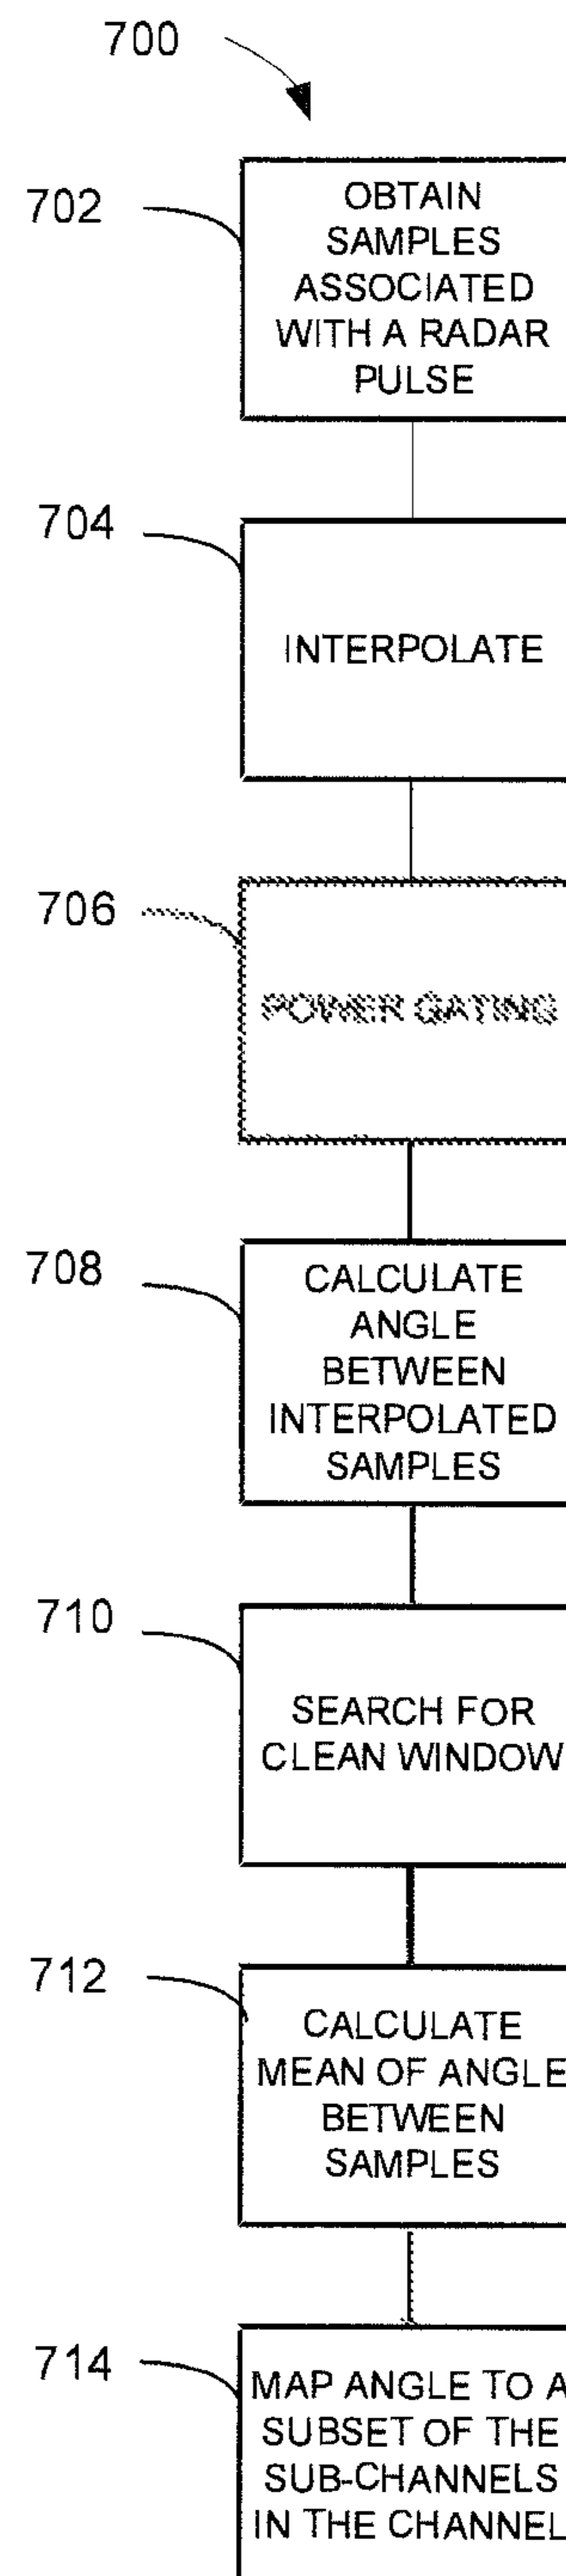 700
702
OBTAIN
SAMPLES
ASSOCIATED
WITH A RADAR
PULSE
704
INTERPOLATE
706
POWER GATING
708
CALCULATE
ANGLE
BETWEEN
INTERPOLATED
SAMPLES
710
SEARCH FOR
CLEAN WINDOW
712
CALCULATE
MEAN OF ANGLE
BETWEEN
SAMPLES
714
MAP ANGLE TO A
SUBSET OF THE
SUB-CHANNELS
IN THE CHANNEL